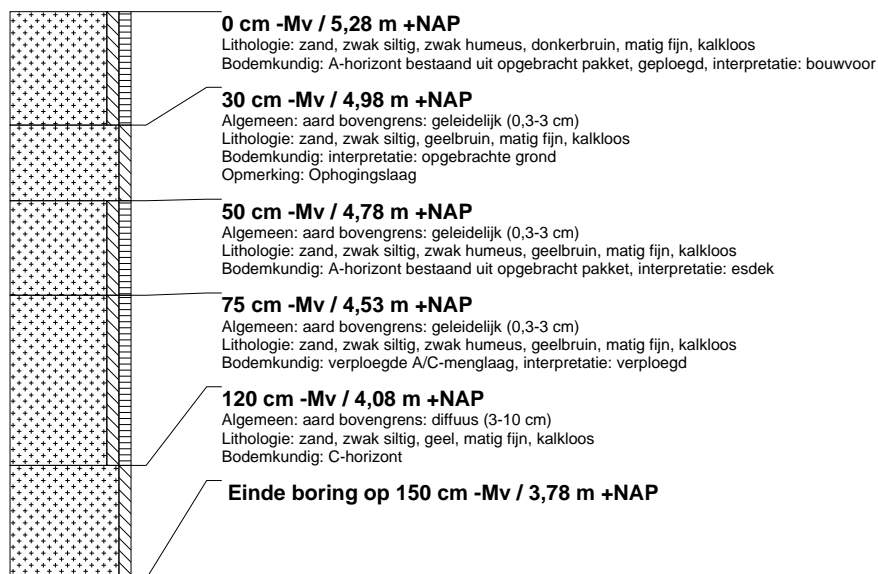 0 cm -Mv / 5,28 m +NAP
Lithologie: zand, zwak siltig, zwak humeus, donkerbruin, matig fijn, kalkloos
Bodemkundig: A-horizont bestaand uit opgebracht pakket, geploegd, interpretatie: bouwvoor
30 cm -Mv / 4,98 m +NAP
Algemeen: aard bovengrens: geleidelijk (0,3-3 cm)
Lithologie: zand, zwak siltig, geelbruin, matig fijn, kalkloos
Bodemkundig: interpretatie: opgebrachte grond
Opmerking: Ophogingslaag
50 cm -Mv / 4,78 m +NAP
Algemeen: aard bovengrens: geleidelijk (0,3-3 cm)
Lithologie: zand, zwak siltig, zwak humeus, geelbruin, matig fijn, kalkloos
Bodemkundig: A-horizont bestaand uit opgebracht pakket, interpretatie: esdek
75 cm -Mv / 4,53 m +NAP
Algemeen: aard bovengrens: geleidelijk (0,3-3 cm)
Lithologie: zand, zwak siltig, zwak humeus, geelbruin, matig fijn, kalkloos
Bodemkundig: verploegde A/C-menglaag, interpretatie: verploegd
120 cm -Mv / 4,08 m +NAP
Algemeen: aard bovengrens: diffuus (3-10 cm)
Lithologie: zand, zwak siltig, geel, matig fijn, kalkloos
Bodemkundig: C-horizont
Einde boring op 150 cm -Mv / 3,78 m +NAP